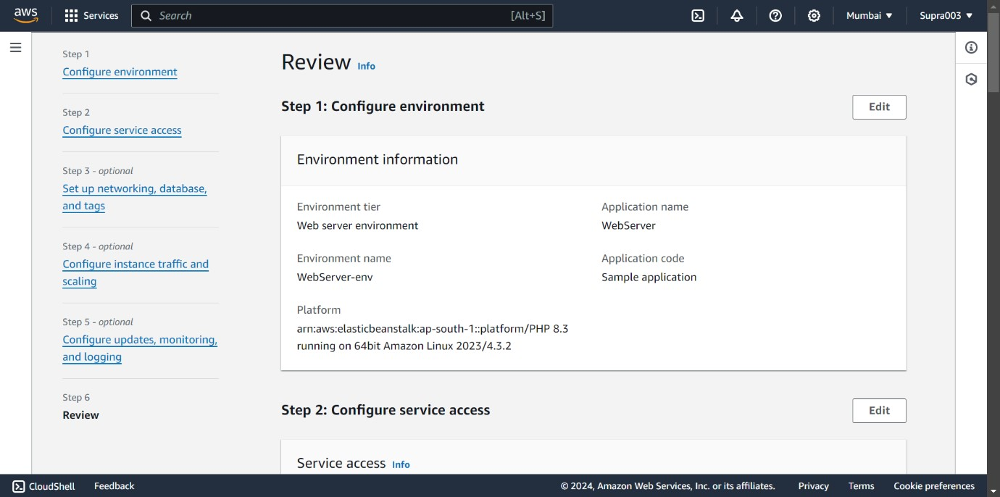 aws
Services
Search
[Alt+S]
Mumbai
Supra003
Step 1
Configure environment
Step 2
Configure service access
Step 3 - optional
Set up networking, database,
and tags
Step 4 - optional
Configure instance traffic and
scaling
Step 5 - optional
Configure updates, monitoring,
and logging
Step 6
Review
Review Info
Step 1: Configure environment
Edit
Environment information
Environment tier
Web server environment
Application name
WebServer
Environment name
WebServer-env
Application code
Sample application
Platform
arn:aws:elasticbeanstalk:ap-south-1::platform/PHP 8.3
running on 64bit Amazon Linux 2023/4.3.2
Step 2: Configure service access
Edit
Service access Info
CloudShell
Feedback
© 2024, Amazon Web Services, Inc. or its affiliates.
Privacy
Terms
Cookie preferences